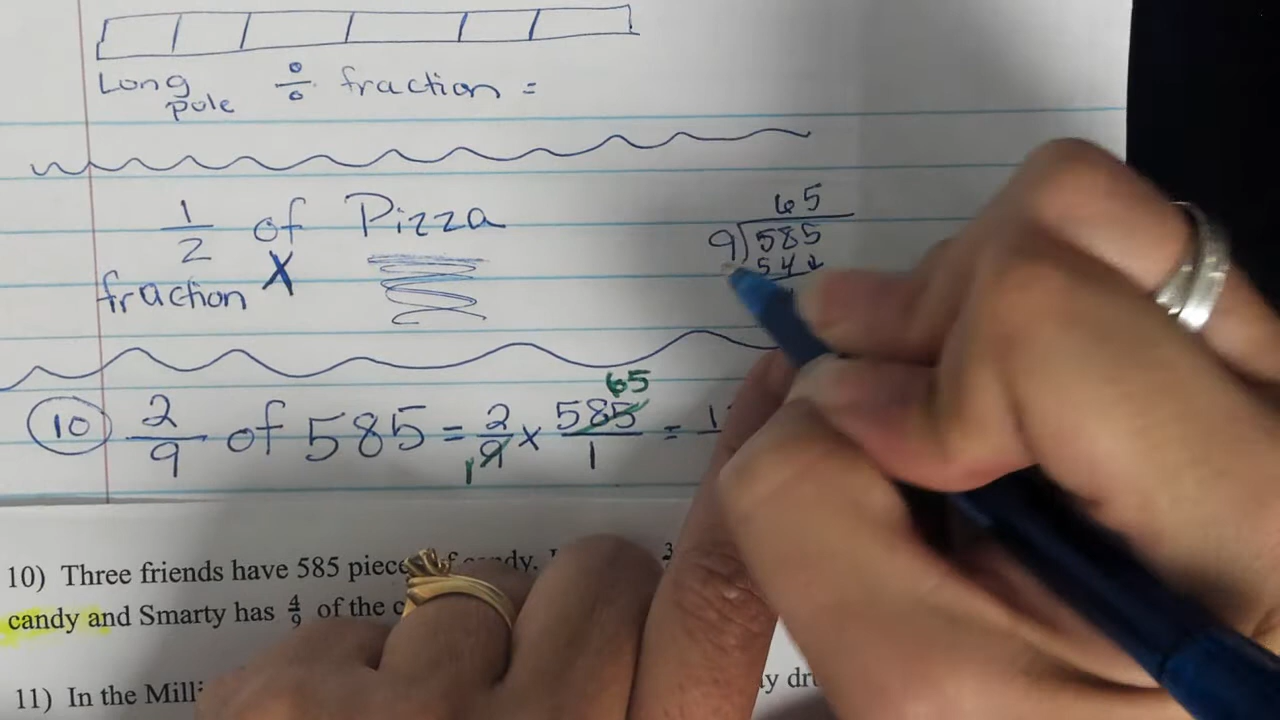 Long ÷ fraction =
pole
1/2 of Pizza
fraction X
65
9)585
54↓
65
10 2/9 of 585 = 2/9 x 585/1 =
1
10) Three friends have 585
candy and Smarty has 4/9 of the
11) In the